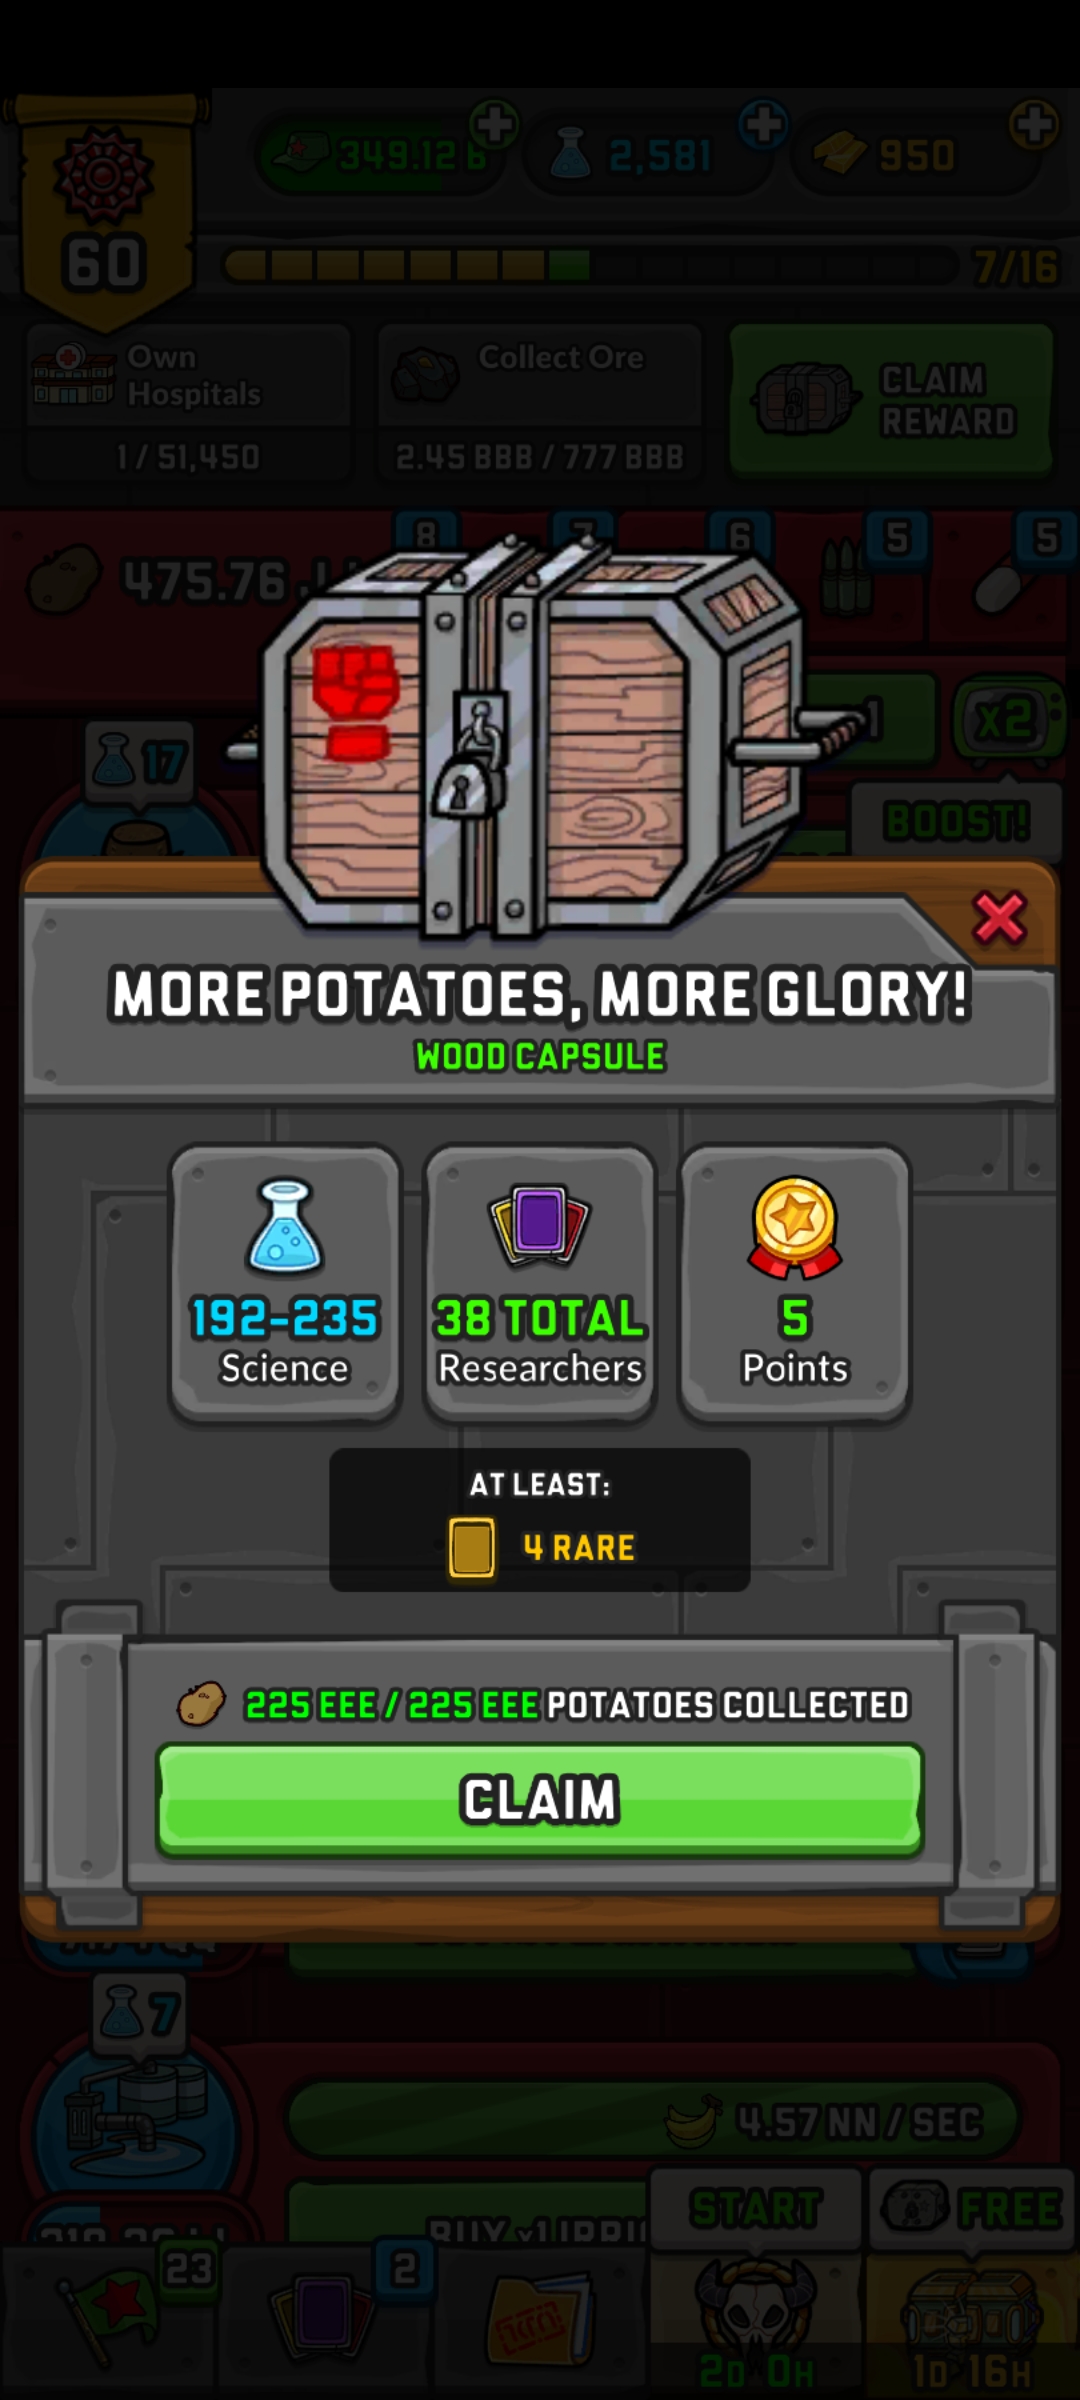 349.12 b
2,581
950
60
7/16
Own
Hospitals
1 / 51,450
Collect Ore
2.45 BBB / 777 BBB
CLAIM
REWARD
475.76
8
7
6
5
5
17
1
x2
BOOST!
MORE POTATOES, MORE GLORY!
WOOD CAPSULE
192-235
Science
38 TOTAL
Researchers
5
Points
AT LEAST:
4 RARE
225 EEE / 225 EEE POTATOES COLLECTED
CLAIM
7
4.57 NN / SEC
BUY x1
START
FREE
23
2
2D 0H
1D 16H